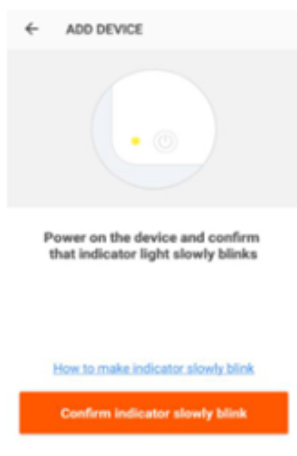 ADD DEVICE
Power on the device and confirm
that indicator light slowly blinks
How to make indicator slowly blink
Confirm indicator slowly blink